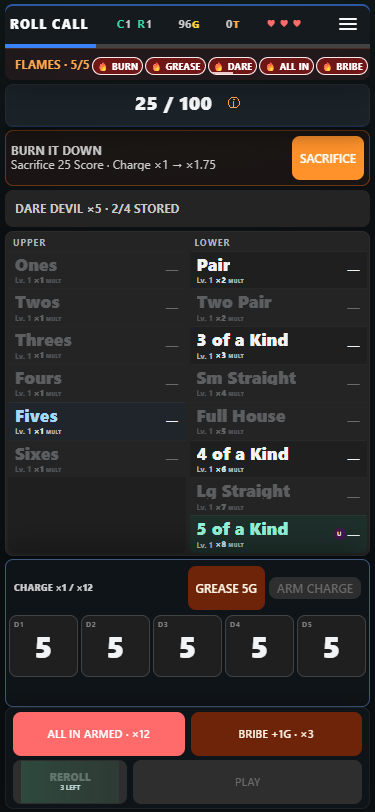 ROLL CALL C1 R1 96G 0T
FLAMES · 5/5 BURN GREASE DARE ALL IN BRIBE
25 / 100
BURN IT DOWN
Sacrifice 25 Score · Charge ×1 → ×1.75
SACRIFICE
DARE DEVIL ×5 · 2/4 STORED
UPPER
Ones —
Lv. 1 ×1 MULT
Twos —
Lv. 1 ×1 MULT
Threes —
Lv. 1 ×1 MULT
Fours —
Lv. 1 ×1 MULT
Fives —
Lv. 1 ×1 MULT
Sixes —
Lv. 1 ×1 MULT
LOWER
Pair —
Lv. 1 ×2 MULT
Two Pair —
Lv. 1 ×2 MULT
3 of a Kind —
Lv. 1 ×3 MULT
Sm Straight —
Lv. 1 ×4 MULT
Full House —
Lv. 1 ×5 MULT
4 of a Kind —
Lv. 1 ×6 MULT
Lg Straight —
Lv. 1 ×7 MULT
5 of a Kind U —
Lv. 1 ×8 MULT
CHARGE ×1 / ×12 GREASE 5G ARM CHARGE
D1 D2 D3 D4 D5
5 5 5 5 5
ALL IN ARMED · ×12 BRIBE +1G · ×3
REROLL PLAY
3 LEFT